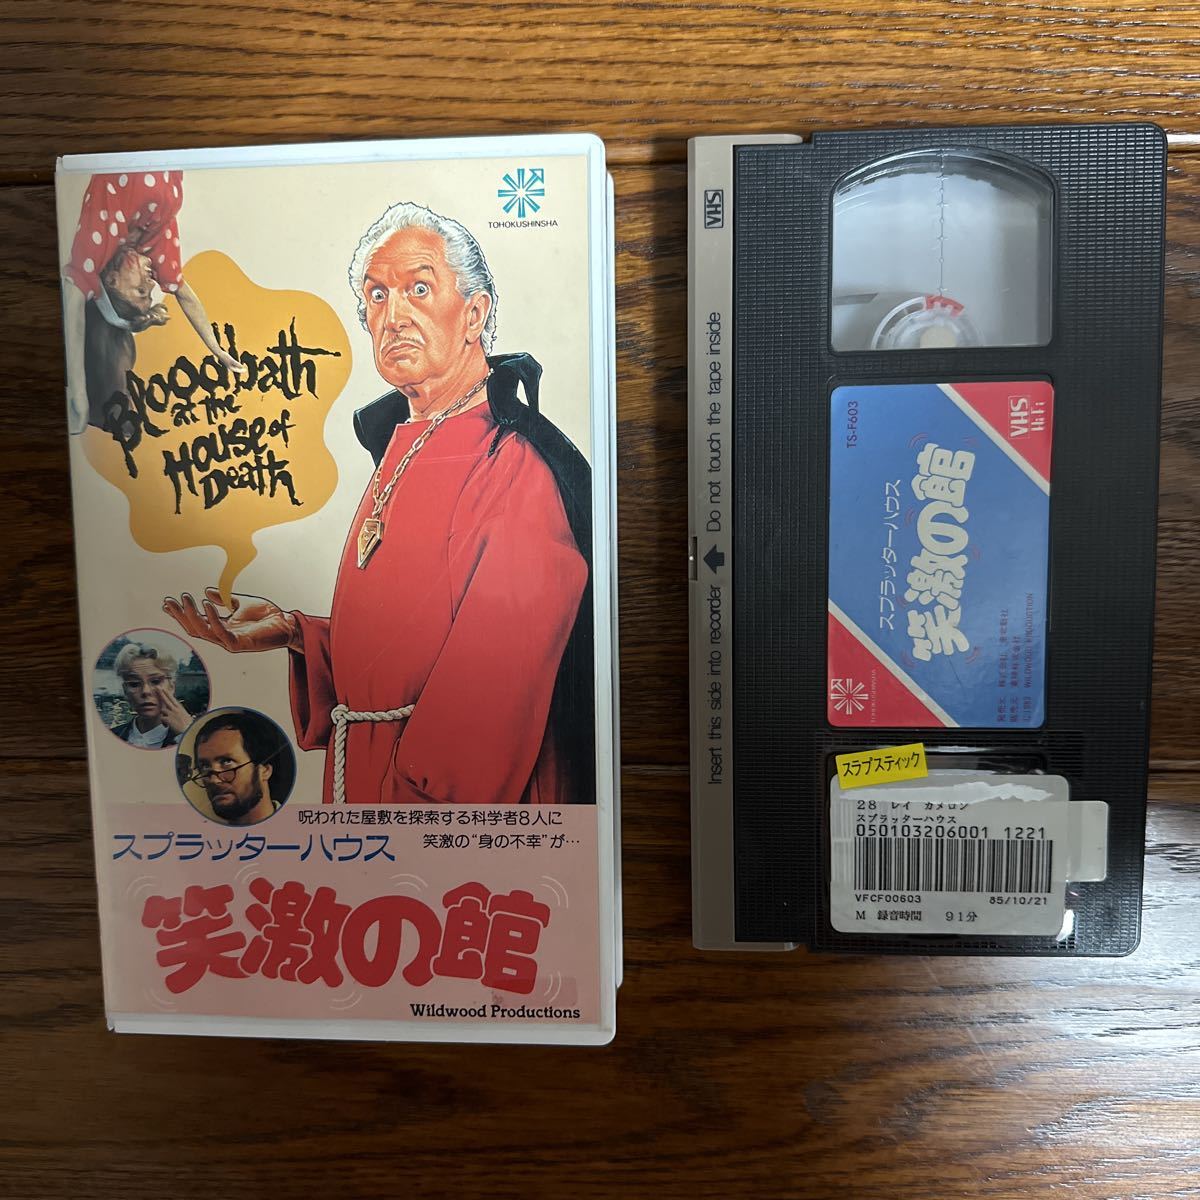 TOHOKUSHINSHA
Bloodbath
at the
House of
Death
呪われた屋敷を探索する科学者8人に
笑激の“身の不幸”が…
スプラッターハウス
笑激の館
Wildwood Productions
VHS
Insert this side into recorder
Do not touch the tape inside
VHS
HiFi
TS-F603
スプラッターハウス
笑激の館
TOHOKUSHINSHA
スラプスティック
28 レイ カメロン
スプラッターハウス
050103206001 1221
VFCF00603 85/10/21
M 録音時間 91分